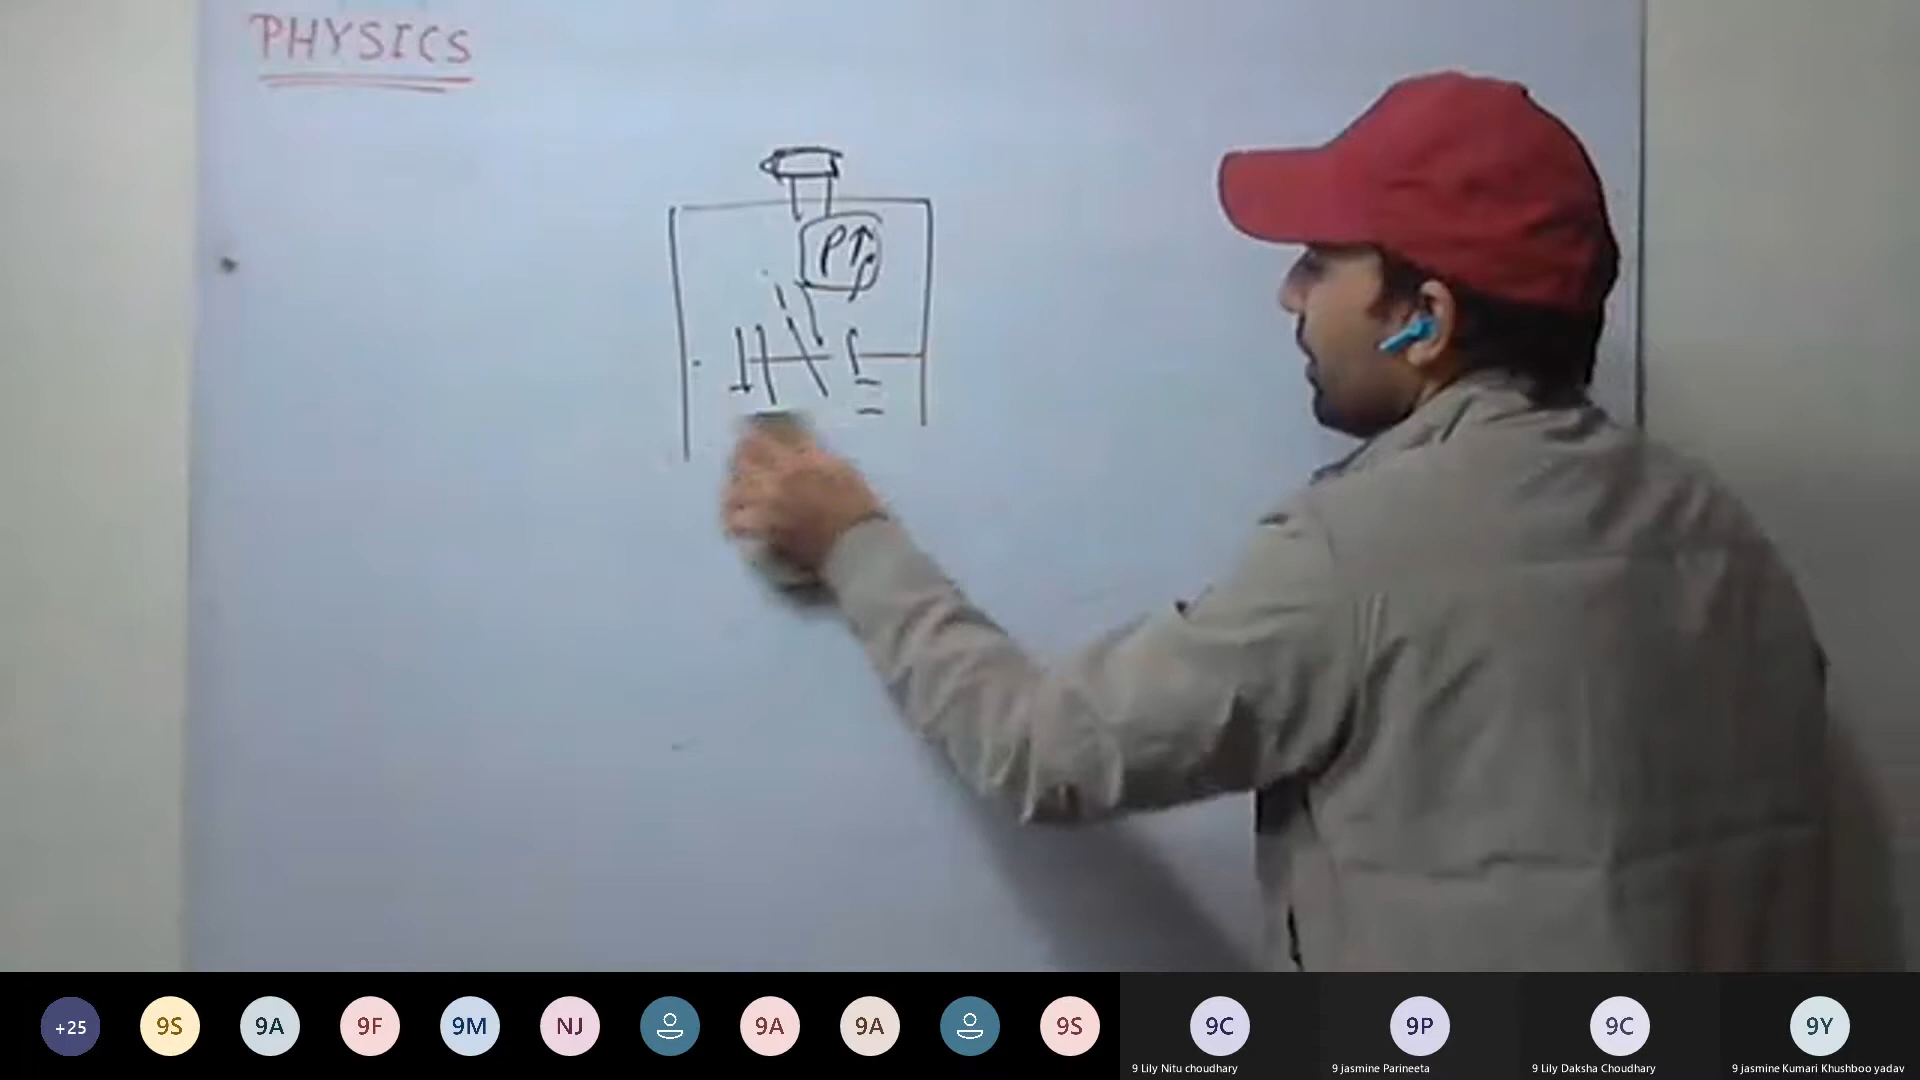 PHYSICS
P↑
+25
9S
9A
9F
9M
NJ
9A
9A
9S
9C
9P
9C
9Y
9 Lily Nitu choudhary
9 jasmine Parineeta
9 Lily Daksha Choudhary
9 jasmine Kumari Khushboo yadav